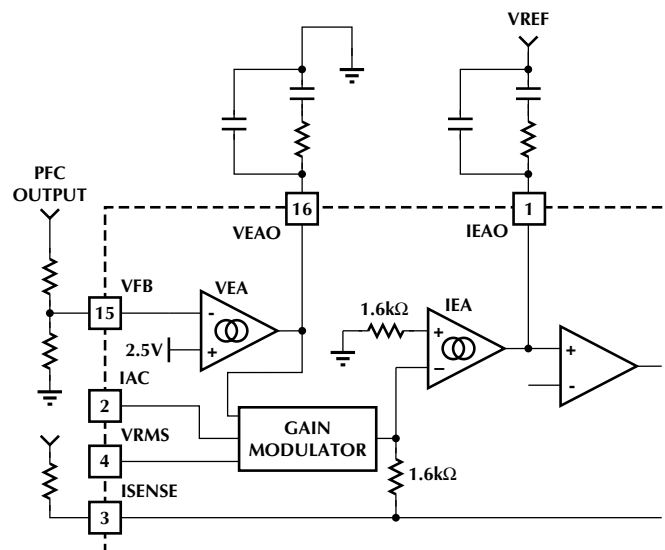 VREF
PFC
OUTPUT
16
1
VEAO
IEAO
VFB
VEA
15
-
+
2.5V
1.6kΩ
IEA
+
−
+
-
IAC
2
VRMS
4
GAIN
MODULATOR
1.6kΩ
ISENSE
3